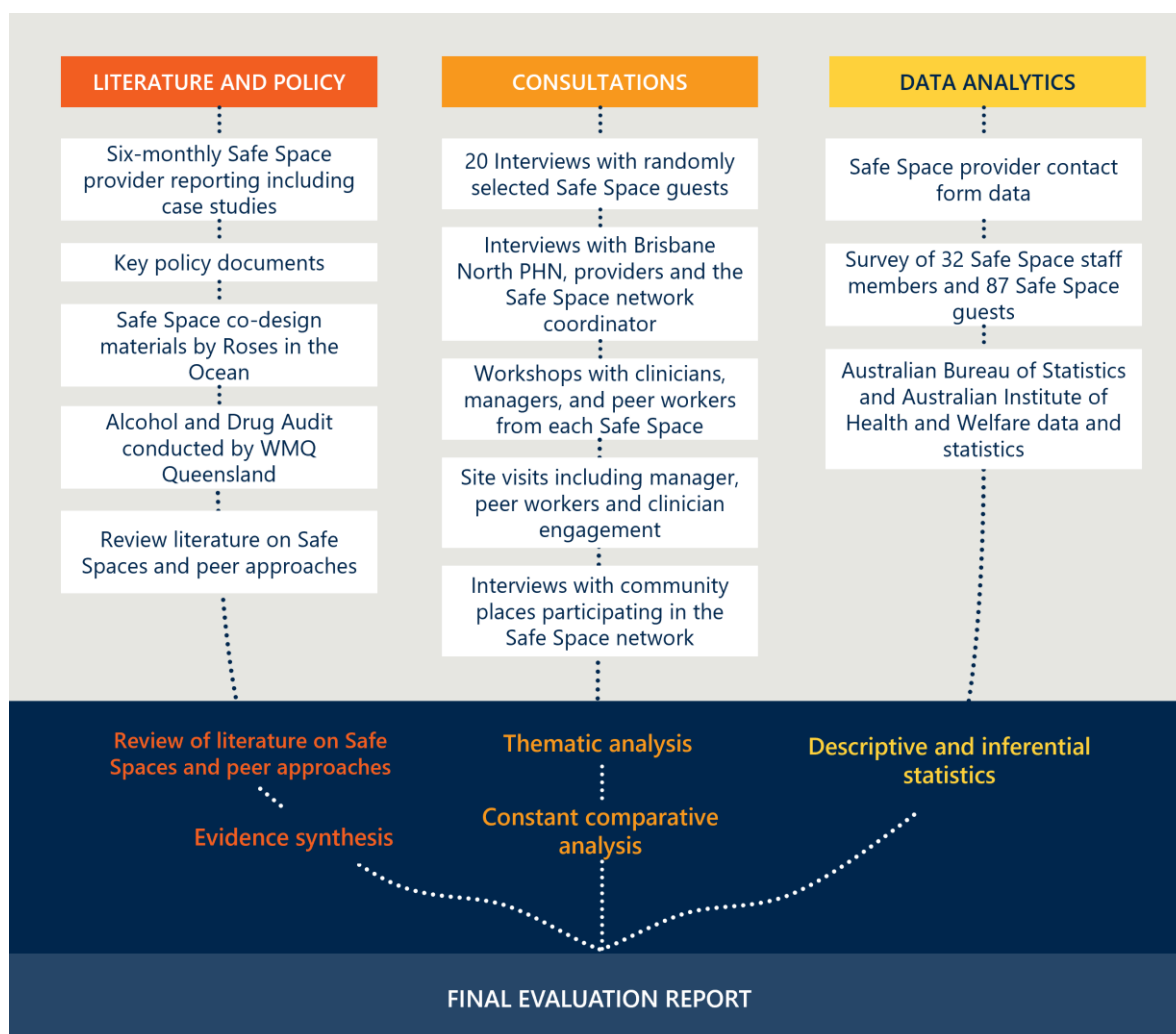 LITERATURE AND POLICY
Six-monthly Safe Space
provider reporting including
case studies
Key policy documents
Safe Space co-design
materials by Roses in the
Ocean
Alcohol and Drug Audit
conducted by WMQ
Queensland
Review literature on Safe
Spaces and peer approaches
CONSULTATIONS
20 Interviews with randomly
selected Safe Space guests
Interviews with Brisbane
North PHN, providers and the
Safe Space network
coordinator
Workshops with clinicians,
managers, and peer workers
from each Safe Space
Site visits including manager,
peer workers and clinician
engagement
Interviews with community
places participating in the
Safe Space network
DATA ANALYTICS
Safe Space provider contact
form data
Survey of 32 Safe Space staff
members and 87 Safe Space
guests
Australian Bureau of Statistics
and Australian Institute of
Health and Welfare data and
statistics
Review of literature on Safe
Spaces and peer approaches
Evidence synthesis
Thematic analysis
Constant comparative
analysis
Descriptive and inferential
statistics
FINAL EVALUATION REPORT